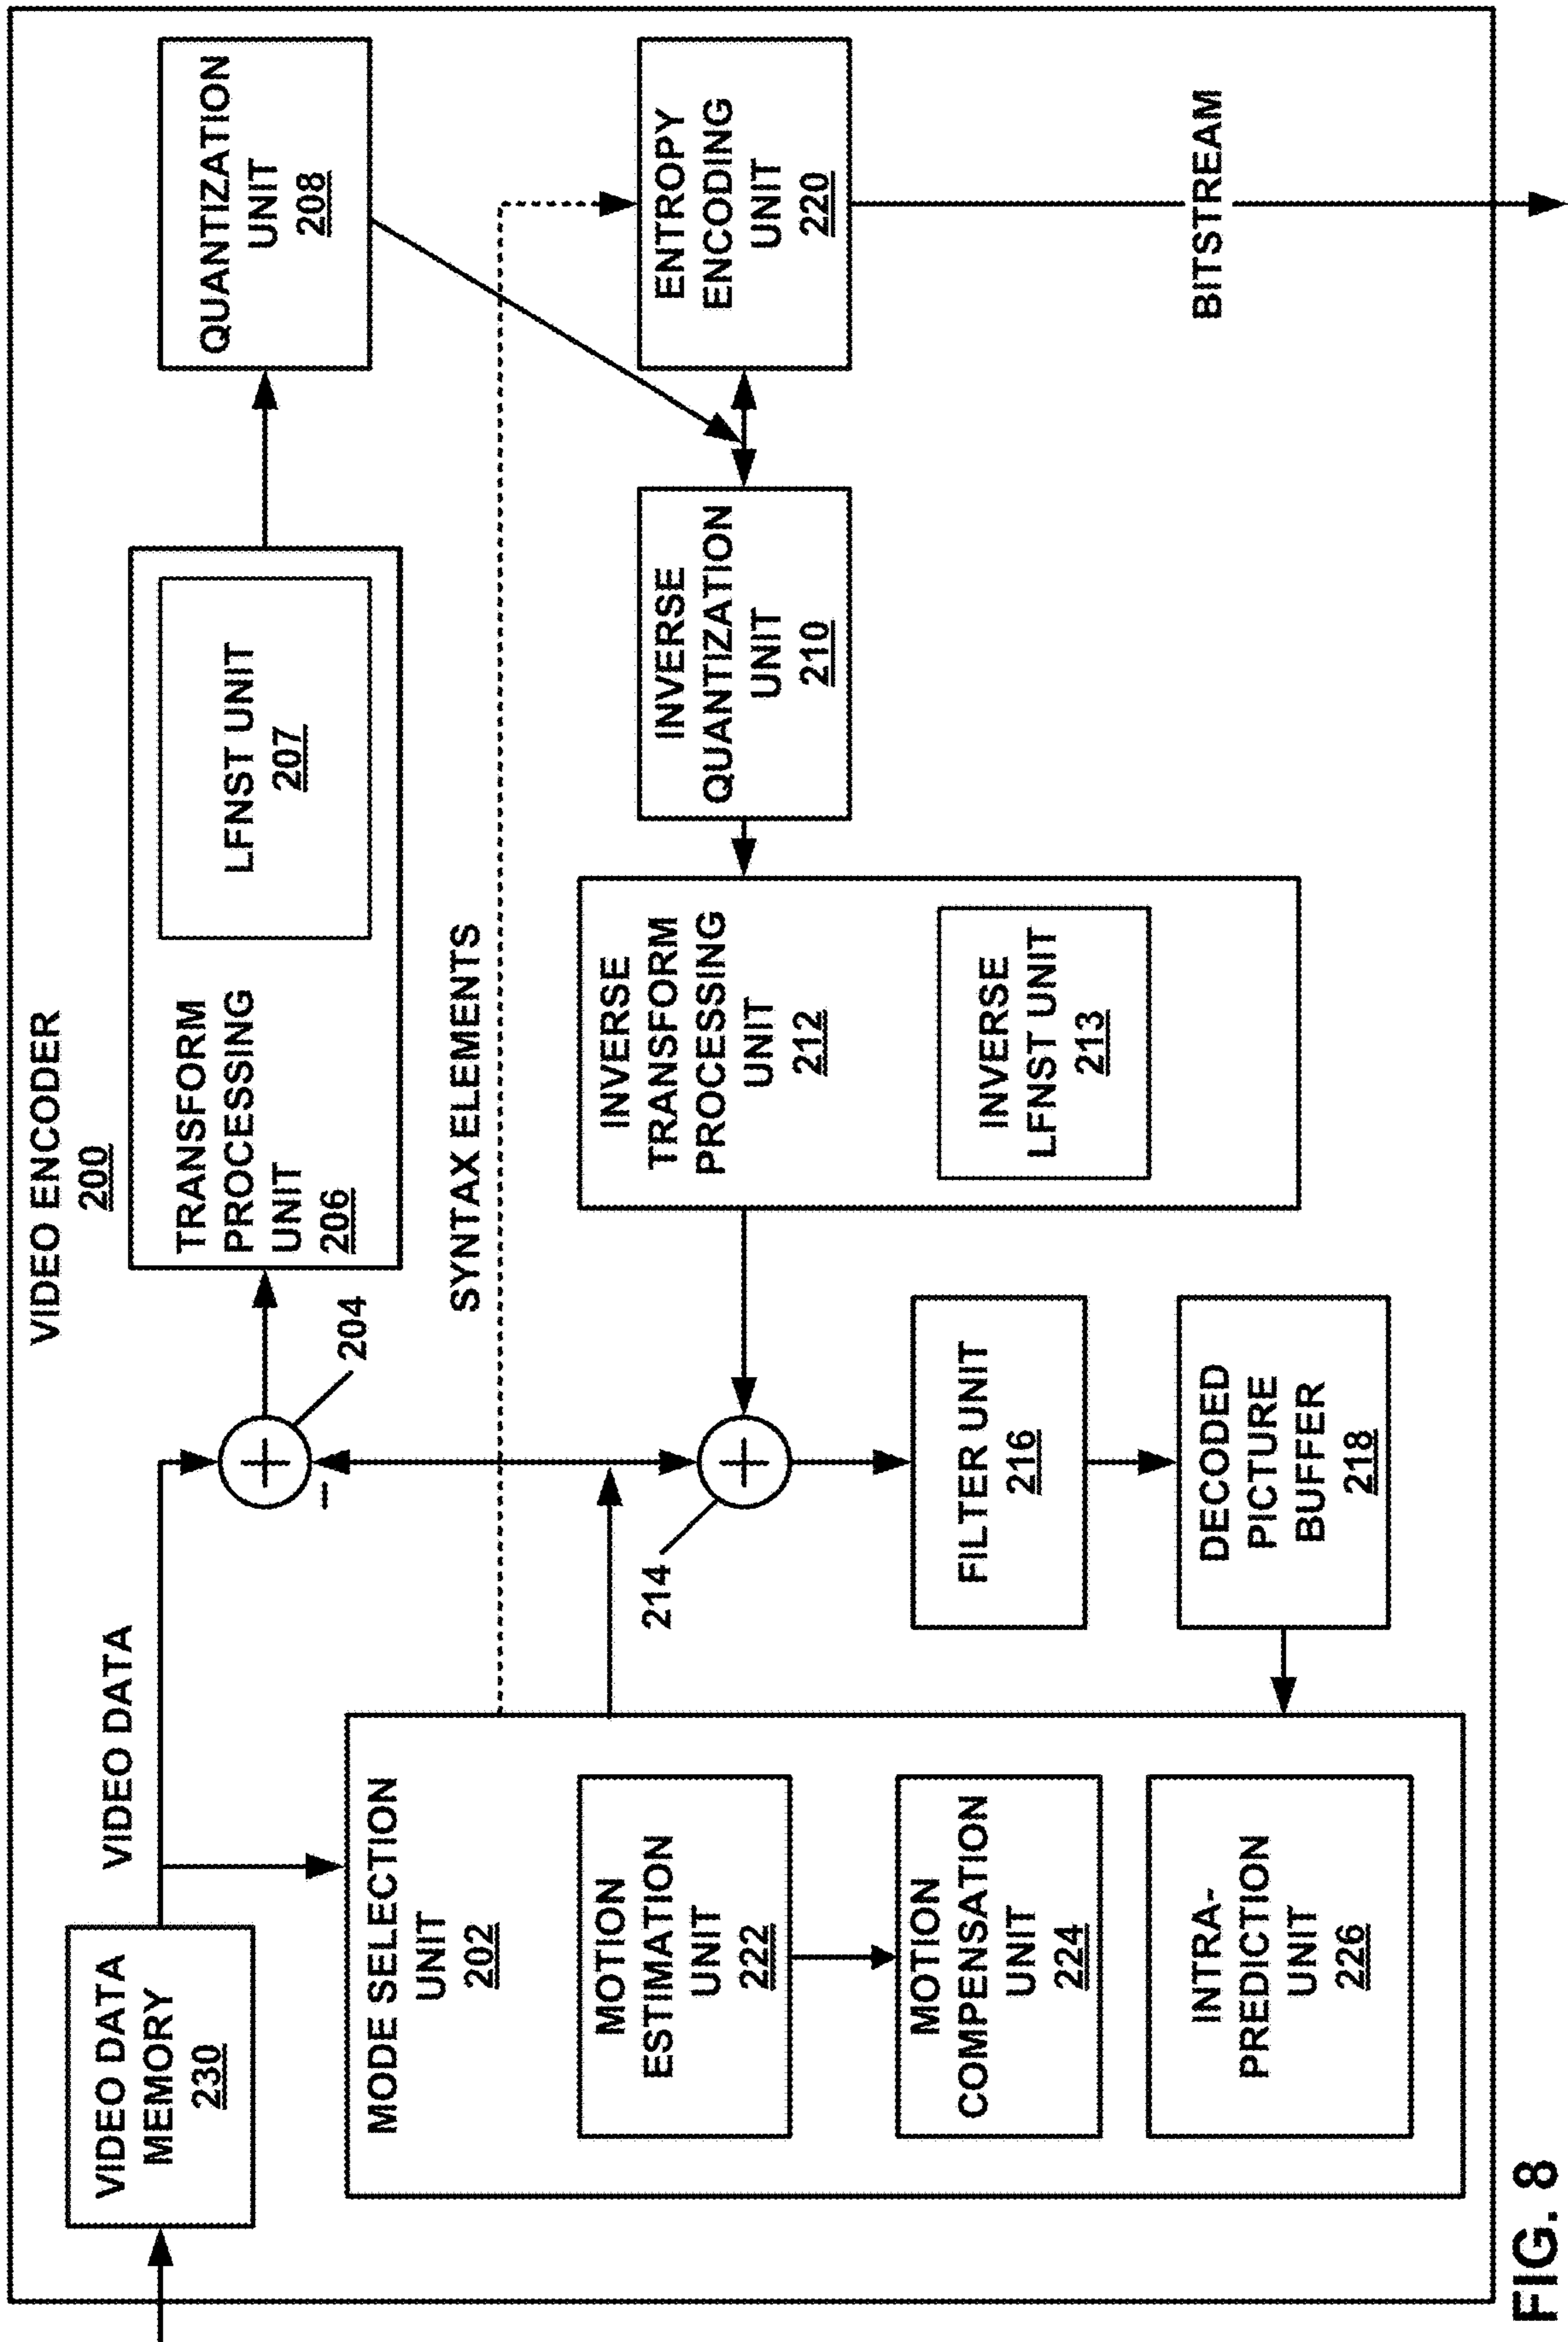 VIDEO ENCODER
200
VIDEO DATA
MEMORY
230
VIDEO DATA
204
TRANSFORM
PROCESSING
UNIT
206
LFNST UNIT
207
QUANTIZATION
UNIT
208
SYNTAX ELEMENTS
MODE SELECTION
UNIT
202
MOTION
ESTIMATION
UNIT
222
MOTION
COMPENSATION
UNIT
224
INTRA-
PREDICTION
UNIT
226
214
INVERSE
TRANSFORM
PROCESSING
UNIT
212
INVERSE
LFNST UNIT
213
INVERSE
QUANTIZATION
UNIT
210
ENTROPY
ENCODING
UNIT
220
FILTER UNIT
216
DECODED
PICTURE
BUFFER
218
BITSTREAM
FIG. 8